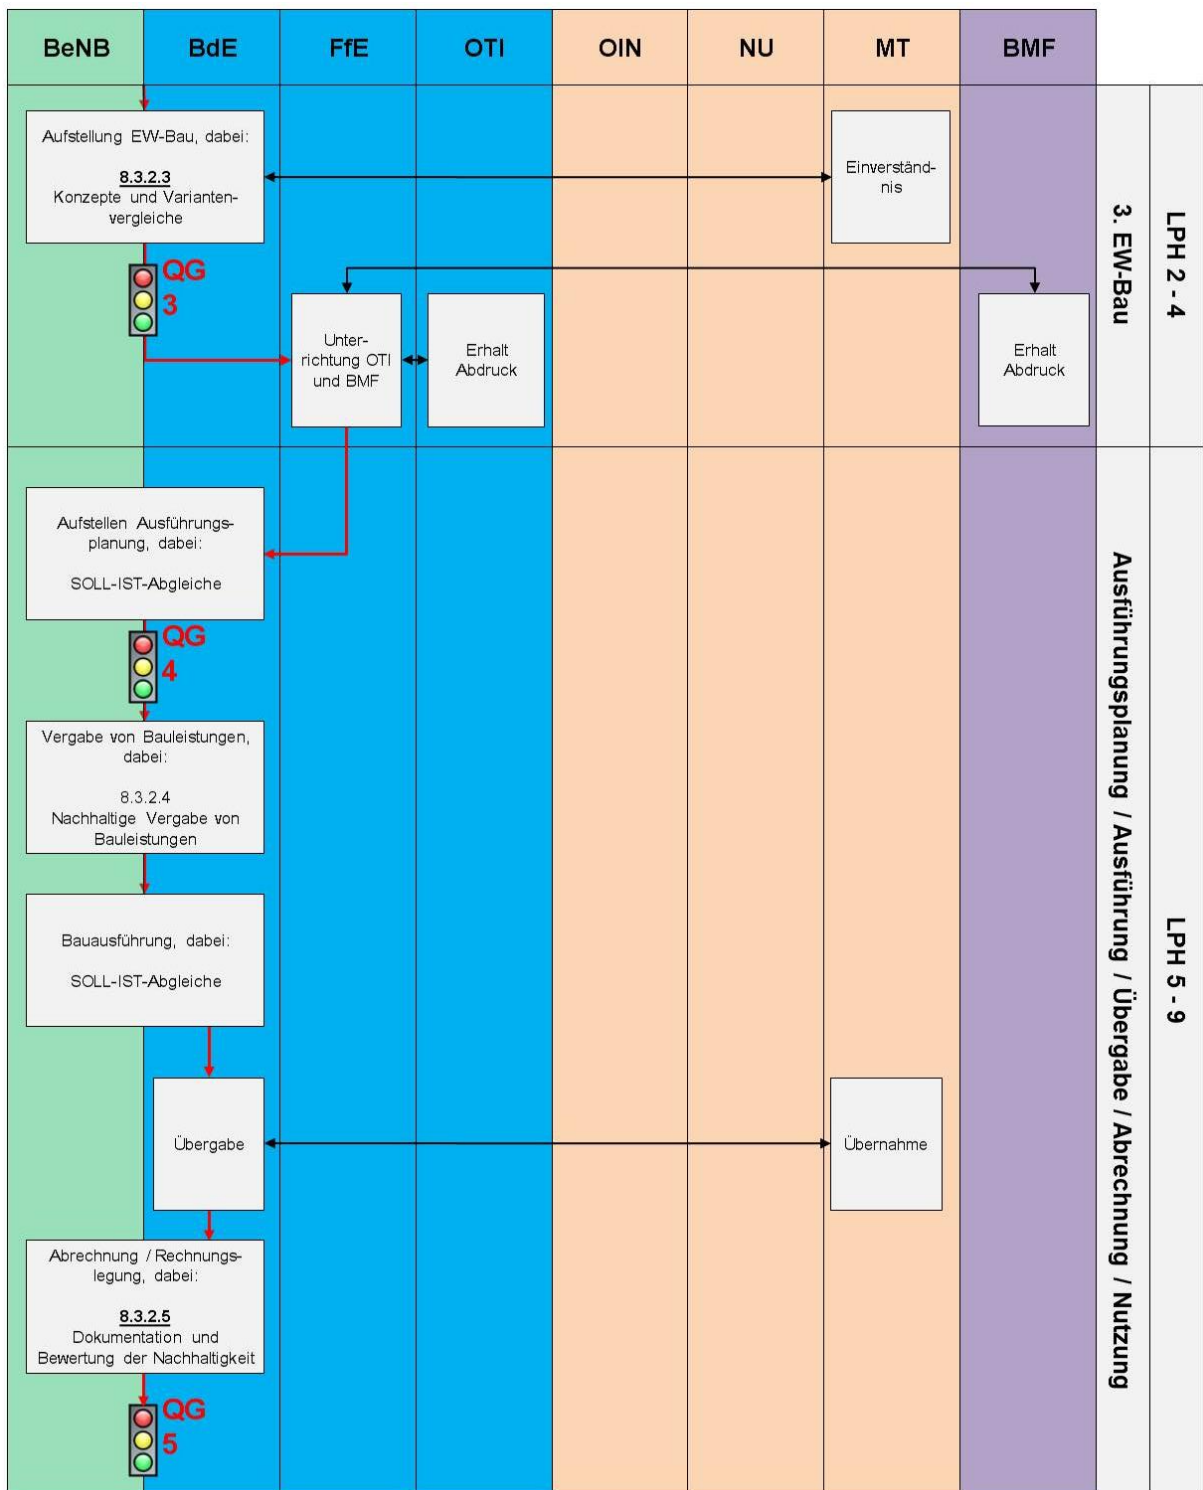 BeNB
BdE
FfE
OTI
OIN
NU
MT
BMF
Aufstellung EW-Bau, dabei:
8.3.2.3
Konzepte und Varianten-
vergleiche
Einverständ-
nis
QG
3
Unter-
richtung OTI
und BMF
Erhalt
Abdruck
Erhalt
Abdruck
3. EW-Bau
LPH 2 - 4
Aufstellen Ausführungs-
planung, dabei:
SOLL-IST-Abgleiche
QG
4
Vergabe von Bauleistungen,
dabei:
8.3.2.4
Nachhaltige Vergabe von
Bauleistungen
Bauausführung, dabei:
SOLL-IST-Abgleiche
Übergabe
Übernahme
Abrechnung / Rechnungs-
legung, dabei:
8.3.2.5
Dokumentation und
Bewertung der Nachhaltigkeit
QG
5
Ausführungsplanung / Ausführung / Übergabe / Abrechnung / Nutzung
LPH 5 - 9